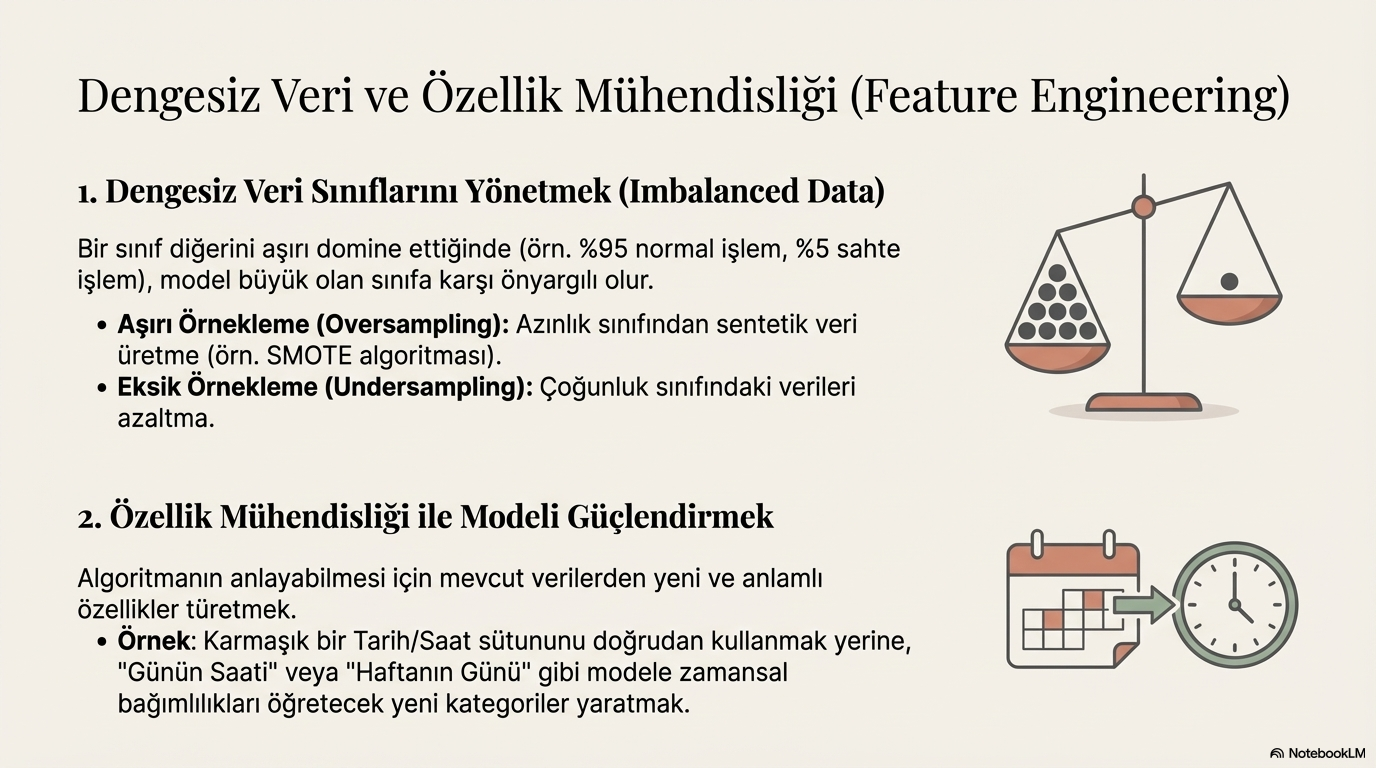 Dengesiz Veri ve Özellik Mühendisliği (Feature Engineering)
1. Dengesiz Veri Sınıflarını Yönetmek (Imbalanced Data)
Bir sınıf diğerini aşırı domine ettiğinde (örn. %95 normal işlem, %5 sahte
işlem), model büyük olan sınıfa karşı önyargılı olur.
• Aşırı Örnekleme (Oversampling): Azınlık sınıfından sentetik veri
üretme (örn. SMOTE algoritması).
• Eksik Örnekleme (Undersampling): Çoğunluk sınıfındaki verileri
azaltma.
2. Özellik Mühendisliği ile Modeli Güçlendirmek
Algoritmanın anlayabilmesi için mevcut verilerden yeni ve anlamlı
özellikler türetmek.
• Örnek: Karmaşık bir Tarih/Saat sütununu doğrudan kullanmak yerine,
"Günün Saati" veya "Haftanın Günü" gibi modele zamansal
bağımlılıkları öğretecek yeni kategoriler yaratmak.
NotebookLM